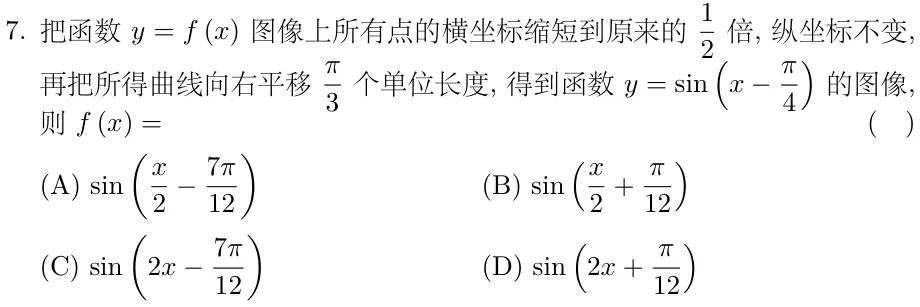 7. 把函数 y = f (x) 图像上所有点的横坐标缩短到原来的 1/2 倍, 纵坐标不变,
再把所得曲线向右平移 π/3 个单位长度, 得到函数 y = sin(x − π/4) 的图像,
则 f (x) = ( )
(A) sin(x/2 − 7π/12) (B) sin(x/2 + π/12)
(C) sin(2x − 7π/12) (D) sin(2x + π/12)